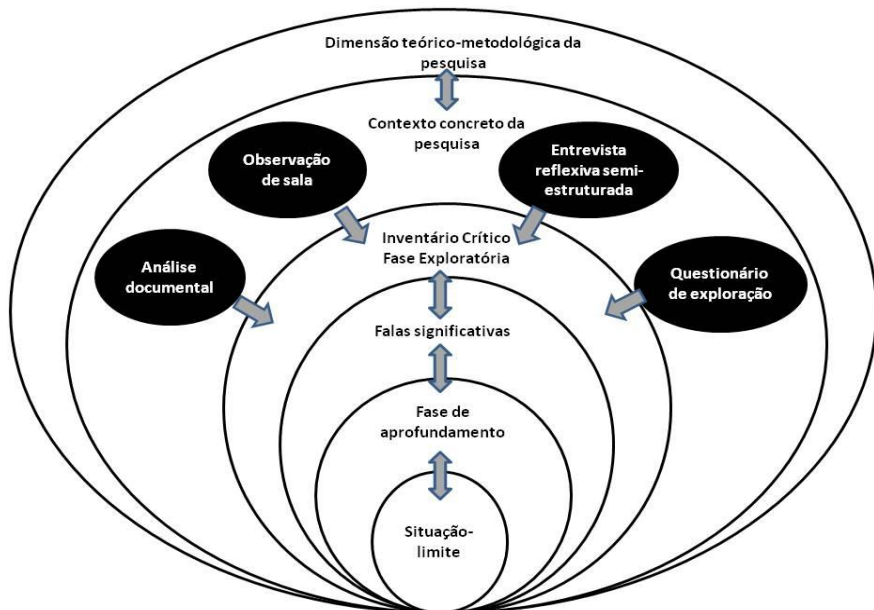 Dimensão teórico-metodológica da
pesquisa
Contexto concreto da
pesquisa
Observação
de sala
Entrevista
reflexiva semi-
estruturada
Análise
documental
Inventário Crítico
Fase Exploratória
Questionário
de exploração
Falas significativas
Fase de
aprofundamento
Situação-
limite